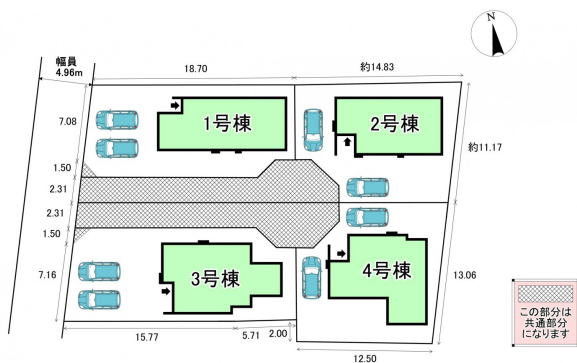 N
幅員
4.96m
18.70
約14.83
7.08
1号棟
2号棟
約11.17
1.50
2.31
2.31
1.50
7.16
3号棟
4号棟
13.06
15.77
5.71
2.00
12.50
この部分は
共通部分
になります